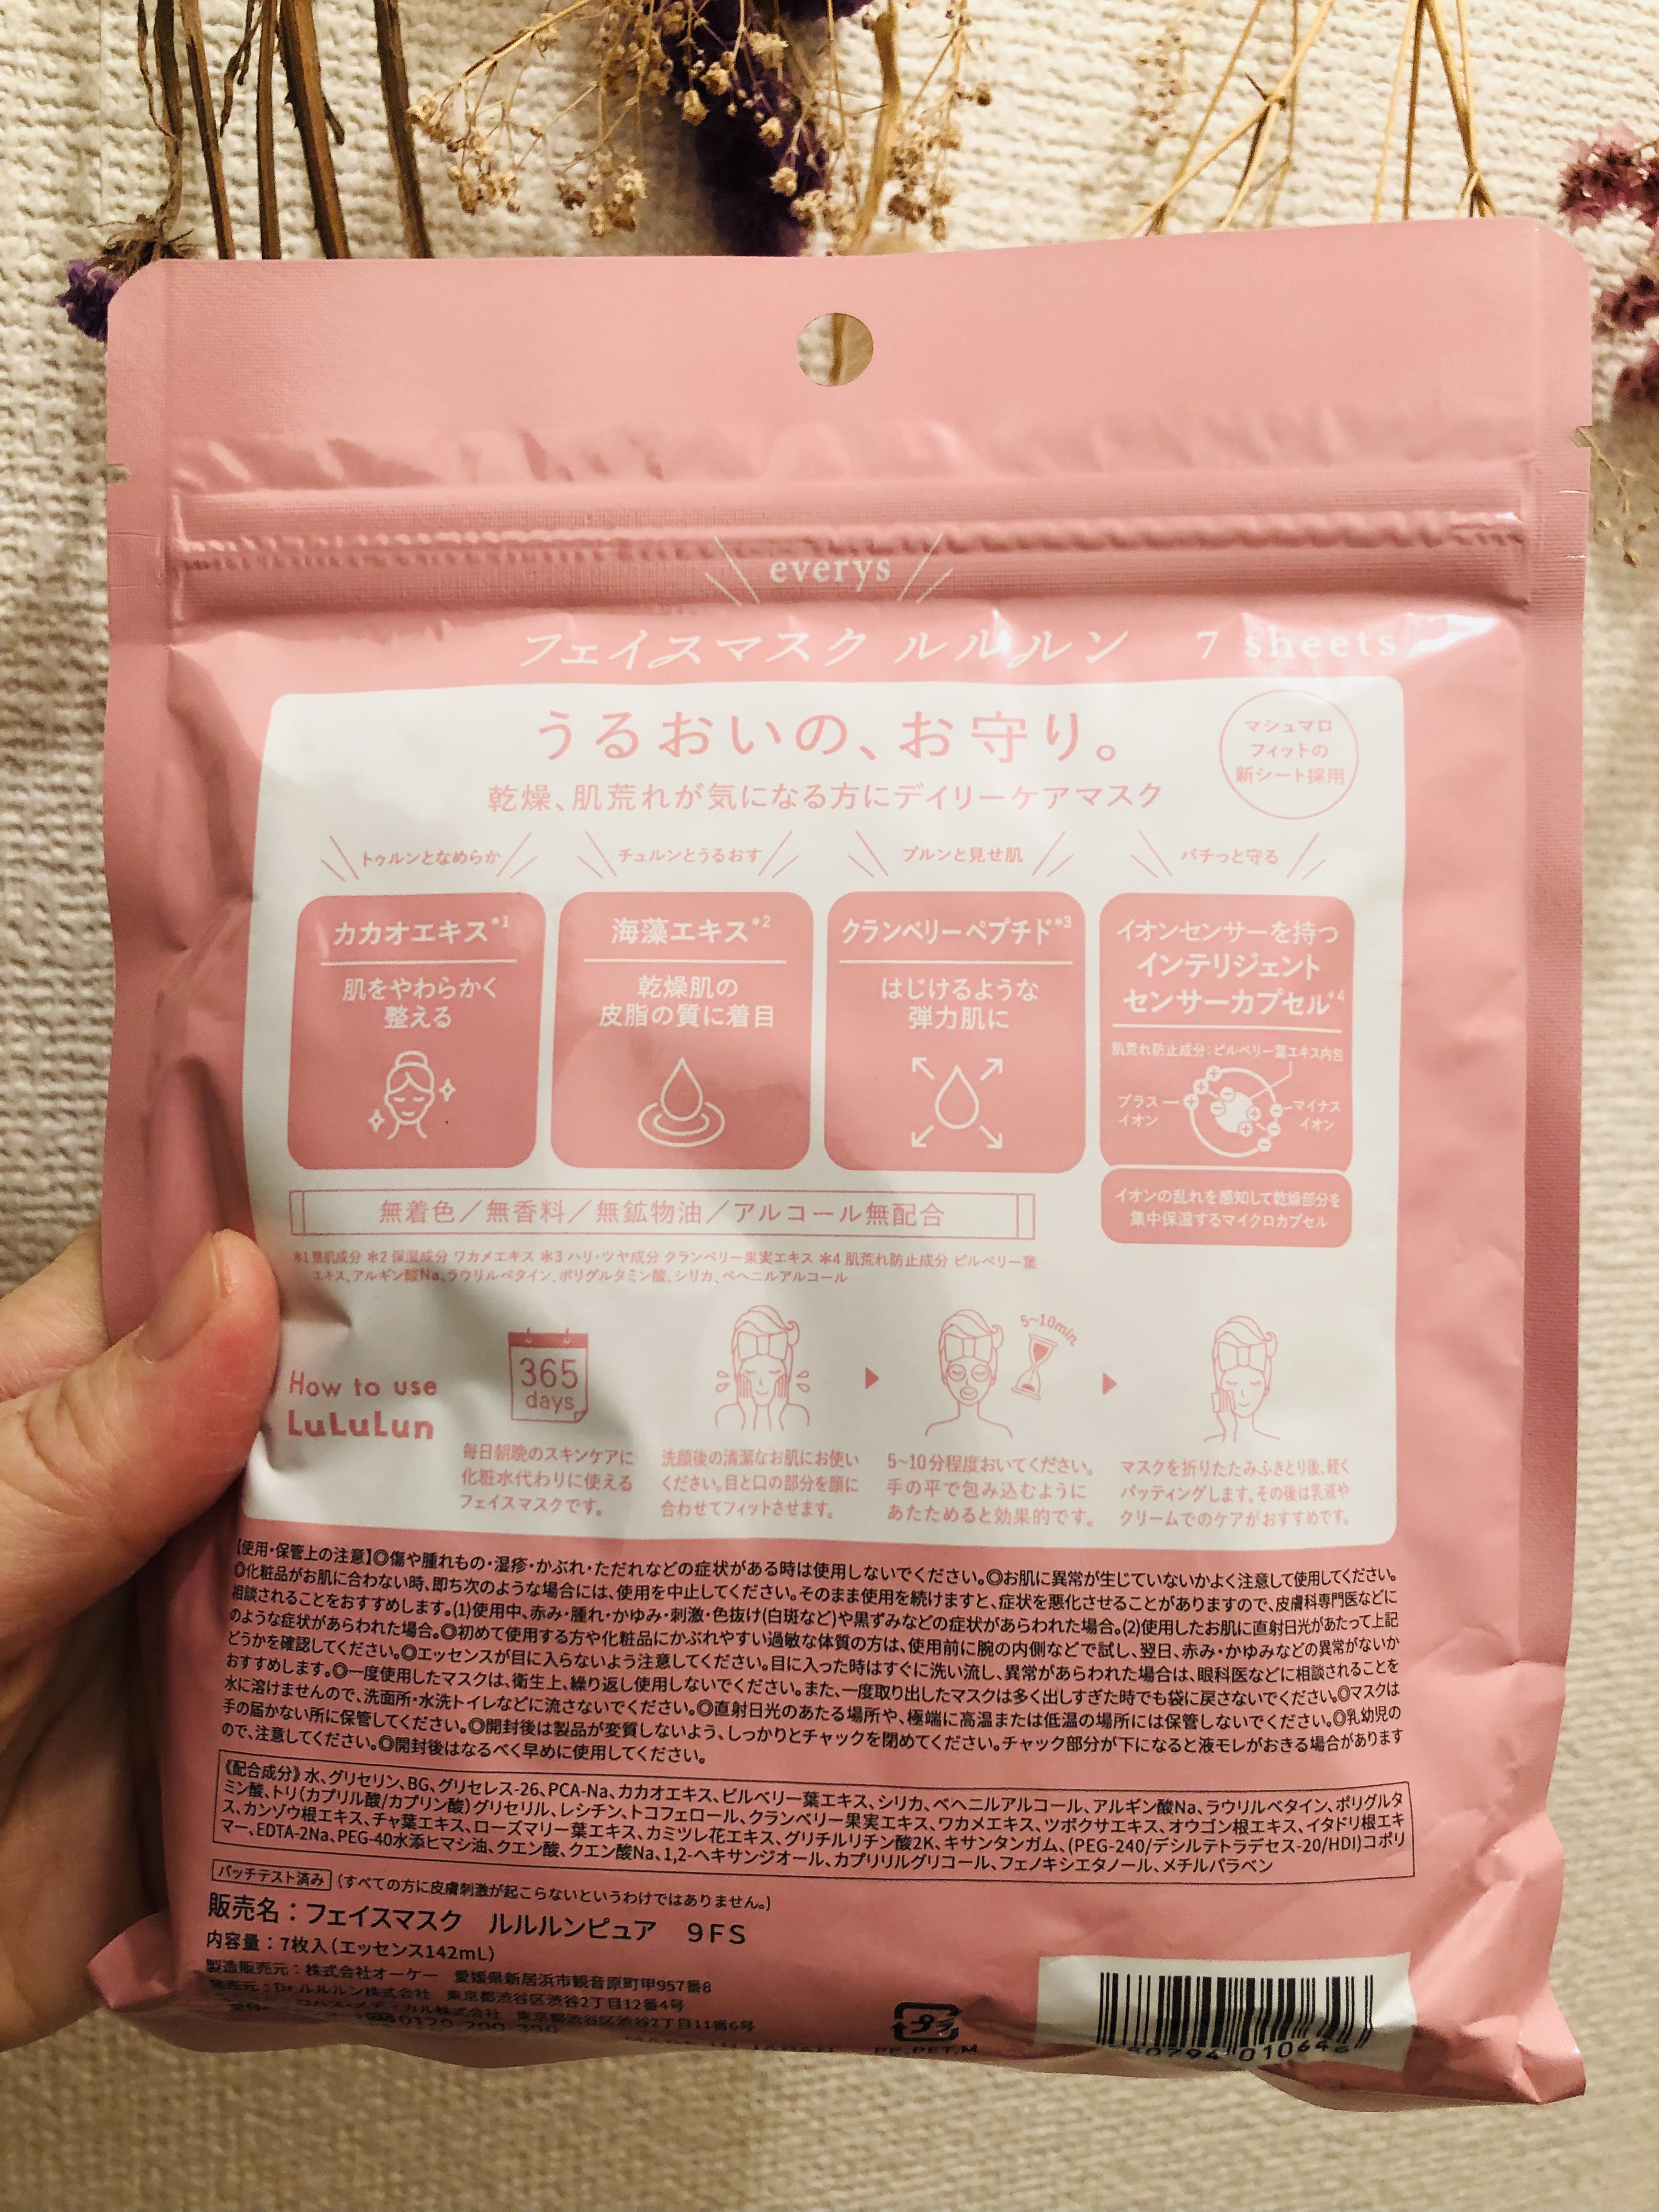 everys
フェイスマスク ルルルン 7 sheets
うるおいの、お守り。
マシュマロ
フィットの
新シート採用
乾燥、肌荒れが気になる方にデイリーケアマスク
トゥルンとなめらか
カカオエキス*1
肌をやわらかく
整える
チュルンとうるおす
海藻エキス*2
乾燥肌の
皮脂の質に着目
プルンと見せ肌
クランベリーペプチド*3
はじけるような
弾力肌に
パチっと守る
イオンセンサーを持つ
インテリジェント
センサーカプセル*4
肌荒れ防止成分:ビルベリー葉エキス内包
プラス
イオン
マイナス
イオン
イオンの乱れを感知して乾燥部分を
集中保湿するマイクロカプセル
無着色/無香料/無鉱物油/アルコール無配合
*1 整肌成分 *2 保湿成分 ワカメエキス *3 ハリ・ツヤ成分 クランベリー果実エキス *4 肌荒れ防止成分 ビルベリー葉
エキス、アルギン酸Na、ラウリルベタイン、ポリグルタミン酸、シリカ、ベヘニルアルコール
How to use
LuLuLun
365
days
毎日朝晩のスキンケアに
化粧水代わりに使える
フェイスマスクです。
洗顔後の清潔なお肌にお使い
ください。目と口の部分を顔に
合わせてフィットさせます。
5~10min.
5~10分程度おいてください。
手の平で包み込むように
あたためると効果的です。
マスクを折りたたみふきとり後、軽く
パッティングします。その後は乳液や
クリームでのケアがおすすめです。
【使用・保管上の注意】◎傷や腫れもの・湿疹・かぶれ・ただれなどの症状がある時は使用しないでください。◎お肌に異常が生じていないかよく注意して使用してください。
◎化粧品がお肌に合わない時、即ち次のような場合には、使用を中止してください。そのまま使用を続けますと、症状を悪化させることがありますので、皮膚科専門医などに
相談されることをおすすめします。(1)使用中、赤み・腫れ・かゆみ・刺激・色抜け(白斑など)や黒ずみなどの症状があらわれた場合。(2)使用したお肌に直射日光があたって上記
のような症状があらわれた場合。◎初めて使用する方や化粧品にかぶれやすい過敏な体質の方は、使用前に腕の内側などで試し、翌日、赤み・かゆみなどの異常がないか
どうかを確認してください。◎エッセンスが目に入らないよう注意してください。目に入った時はすぐに洗い流し、異常があらわれた場合は、眼科医などに相談されることを
おすすめします。◎一度使用したマスクは、衛生上、繰り返し使用しないでください。また、一度取り出したマスクは多く出しすぎた時でも袋に戻さないでください。◎マスクは
水に溶けませんので、洗面所・水洗トイレなどに流さないでください。◎直射日光のあたる場所や、極端に高温または低温の場所には保管しないでください。◎乳幼児の
手の届かない所に保管してください。◎開封後は製品が変質しないよう、しっかりとチャックを閉めてください。チャック部分が下になると液モレがおきる場合があります
ので、注意してください。◎開封後はなるべく早めに使用してください。
《配合成分》水、グリセリン、BG、グリセレス-26、PCA-Na、カカオエキス、ビルベリー葉エキス、シリカ、ベヘニルアルコール、アルギン酸Na、ラウリルベタイン、ポリグルタ
ミン酸、トリ(カプリル酸/カプリン酸)グリセリル、レシチン、トコフェロール、クランベリー果実エキス、ワカメエキス、ツボクサエキス、オウゴン根エキス、イタドリ根エキ
ス、カンゾウ根エキス、チャ葉エキス、ローズマリー葉エキス、カミツレ花エキス、グリチルリチン酸2K、キサンタンガム、(PEG-240/デシルテトラデセス-20/HDI)コポリ
マー、EDTA-2Na、PEG-40水添ヒマシ油、クエン酸、クエン酸Na、1,2-ヘキサンジオール、カプリリルグリコール、フェノキシエタノール、メチルパラベン
パッチテスト済み (すべての方に皮膚刺激が起こらないというわけではありません。)
販売名:フェイスマスク ルルルンピュア 9FS
内容量:7枚入(エッセンス142mL)
製造販売元:株式会社オーケー 愛媛県新居浜市観音原町甲957番8
発売元:Dr.ルルルン株式会社 東京都渋谷区渋谷2丁目12番4号
ロハス・メディカル株式会社 東京都渋谷区渋谷2丁目11番6号
0120-200-390
MADE IN JAPAN
プラ
PE,PET,M